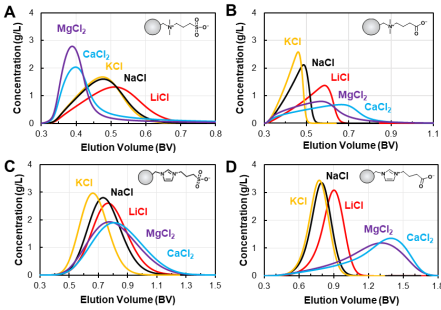 A
Concentration (g/L)
4
3
2
1
0
MgCl2
CaCl2
KCl
NaCl
LiCl
N+
SO3-
0.3 0.4 0.5 0.6 0.7 0.8
Elution Volume (BV)
B
Concentration (g/L)
4
3
2
1
0
KCl
NaCl
LiCl
MgCl2
CaCl2
O
O-
0.3 0.5 0.7 0.9 1.1
Elution Volume (BV)
C
Concentration (g/L)
4
3
2
1
0
KCl
NaCl
LiCl
MgCl2
CaCl2
0.3 0.5 0.7 0.9 1.1 1.3 1.5
Elution Volume (BV)
D
Concentration (g/L)
4
3
2
1
0
KCl
NaCl
LiCl
MgCl2
CaCl2
O
O-
0.3 0.6 0.9 1.2 1.5 1.8
Elution Volume (BV)